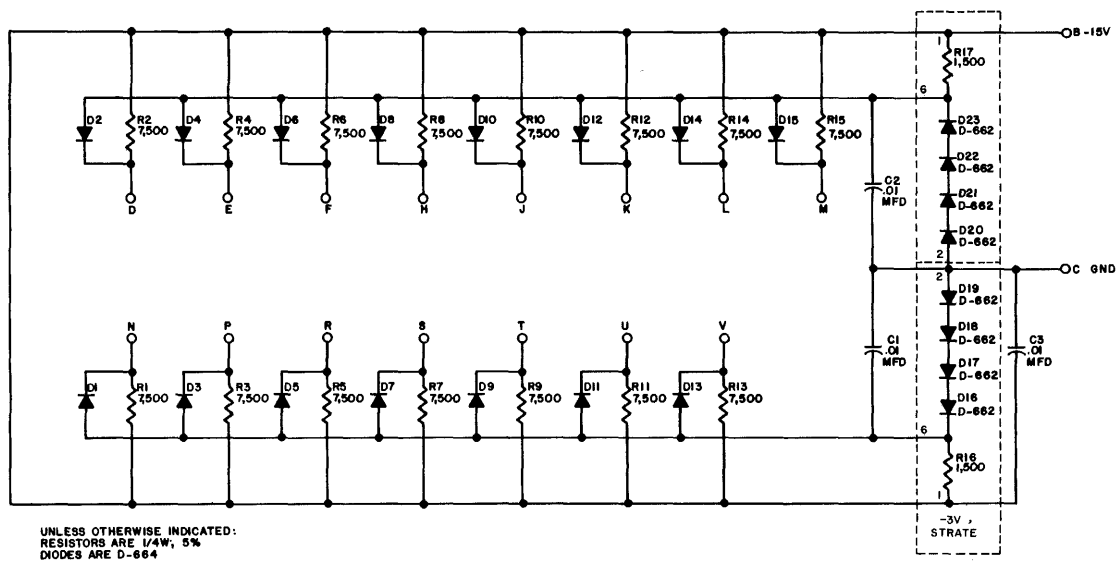 B -15V
1
R17
1,500
6
D2
R2
7,500
D4
R4
7,500
D6
R6
7,500
D8
R8
7,500
D10
R10
7,500
D12
R12
7,500
D14
R14
7,500
D15
R15
7,500
D23
D-662
D22
D-662
D21
D-662
D20
D-662
C2
.01
MFD
D
E
F
H
J
K
L
M
2
C GND
2
N
P
R
S
T
U
V
D19
D-662
D18
D-662
D17
D-662
D16
D-662
C1
.01
MFD
C3
.01
MFD
D1
R1
7,500
D3
R3
7,500
D5
R5
7,500
D7
R7
7,500
D9
R9
7,500
D11
R11
7,500
D13
R13
7,500
6
R16
1,500
1
-3V,
STRATE
UNLESS OTHERWISE INDICATED:
RESISTORS ARE 1/4W; 5%
DIODES ARE D-664